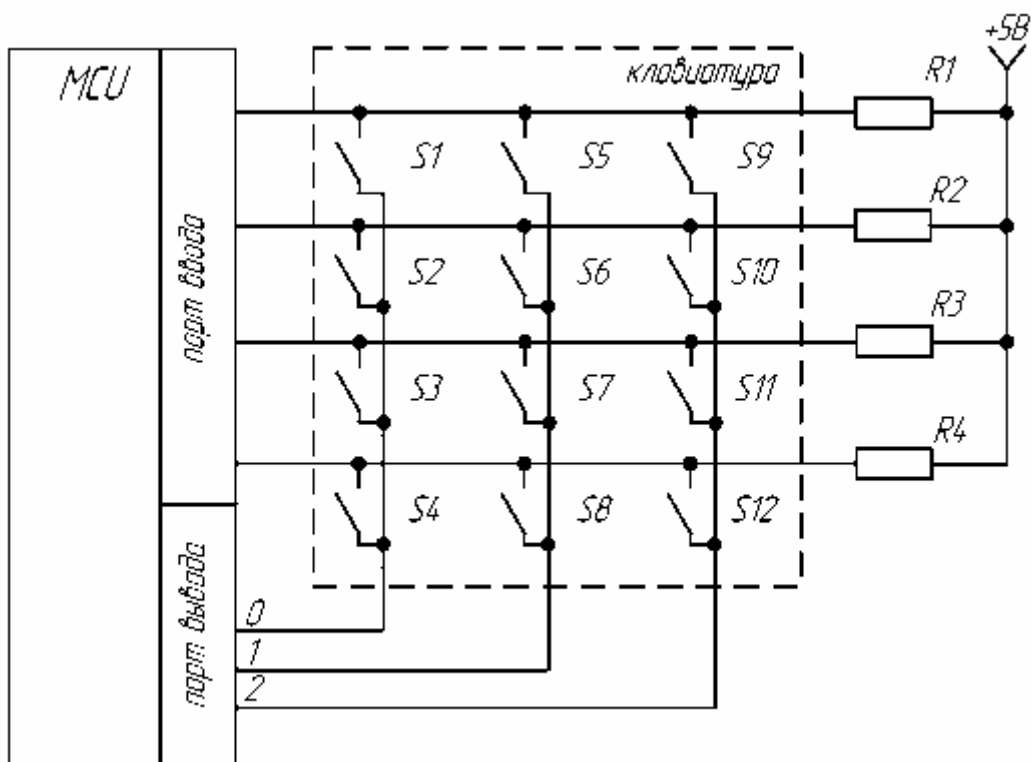 +5В
MCU
клавиатура
R1
S1 S5 S9
R2
порт ввода
S2 S6 S10
R3
S3 S7 S11
R4
S4 S8 S12
порт вывода
0
1
2